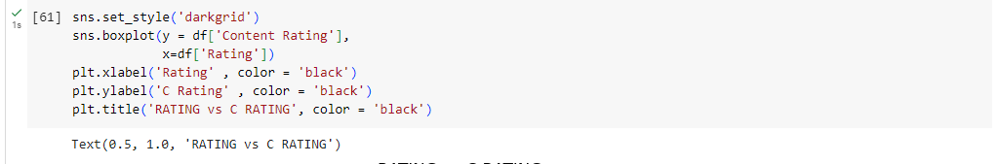 1s
[61] sns.set_style('darkgrid')
sns.boxplot(y = df['Content Rating'],
x=df['Rating'])
plt.xlabel('Rating' , color = 'black')
plt.ylabel('C Rating' , color = 'black')
plt.title('RATING vs C RATING', color = 'black')
Text(0.5, 1.0, 'RATING vs C RATING')